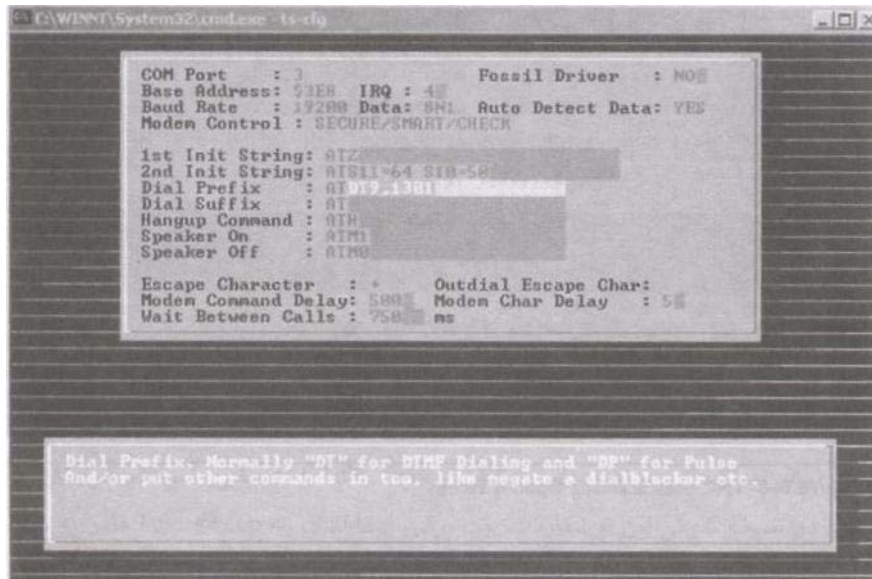 C:\WINNT\System32\cmd.exe - ts-cfg
COM Port : 3 Fossil Driver : NO
Base Address: $3E8 IRQ : 4
Baud Rate : 19200 Data: 8N1 Auto Detect Data: YES
Modem Control : SECURE/SMART/CHECK
1st Init String: ATZ
2nd Init String: ATS11=64 S10=50
Dial Prefix : ATDT9,1301
Dial Suffix : AT
Hangup Command : ATH
Speaker On : ATM1
Speaker Off : ATM0
Escape Character : + Outdial Escape Char:
Modem Command Delay: 500 Modem Char Delay : 5
Wait Between Calls : 750 ms
Dial Prefix. Normally "DT" for DTMF Dialing and "DP" for Pulse
And/or put other commands in too, like negate a dialblocker etc.